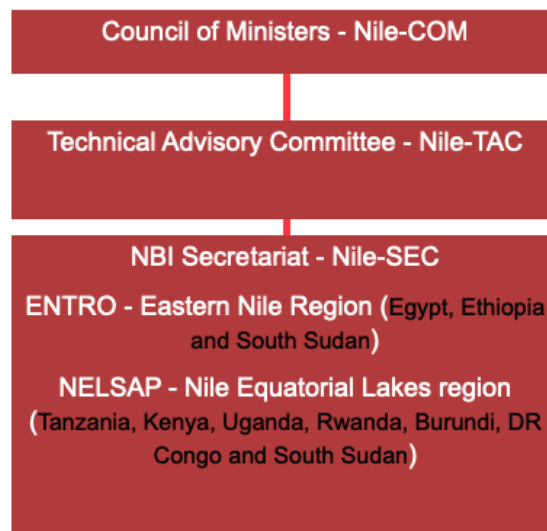 Council of Ministers - Nile-COM
Technical Advisory Committee - Nile-TAC
NBI Secretariat - Nile-SEC
ENTRO - Eastern Nile Region (Egypt, Ethiopia
and South Sudan)
NELSAP - Nile Equatorial Lakes region
(Tanzania, Kenya, Uganda, Rwanda, Burundi, DR
Congo and South Sudan)